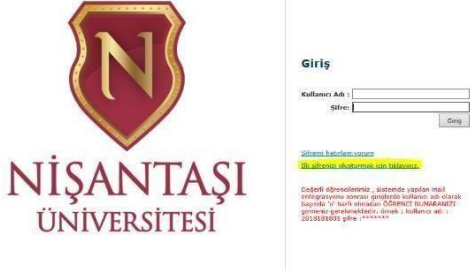 N
NİŞANTAŞI
ÜNİVERSİTESİ
Giriş
Kullanıcı Adı :
Şifre:
Giriş
Şifremi hatırlamıyorum
İlk şifrenizi oluşturmak için tıklayınız.
Değerli öğrencilerimiz , sistemde yapılan mail
entegrasyonu sonrası girişlerde kullanıcı adı olarak
başında 'n' harfi olmadan ÖĞRENCİ NUMARANIZI
girmeniz gerekmektedir. örnek : kullanıcı adı :
2018181831 şifre :*******